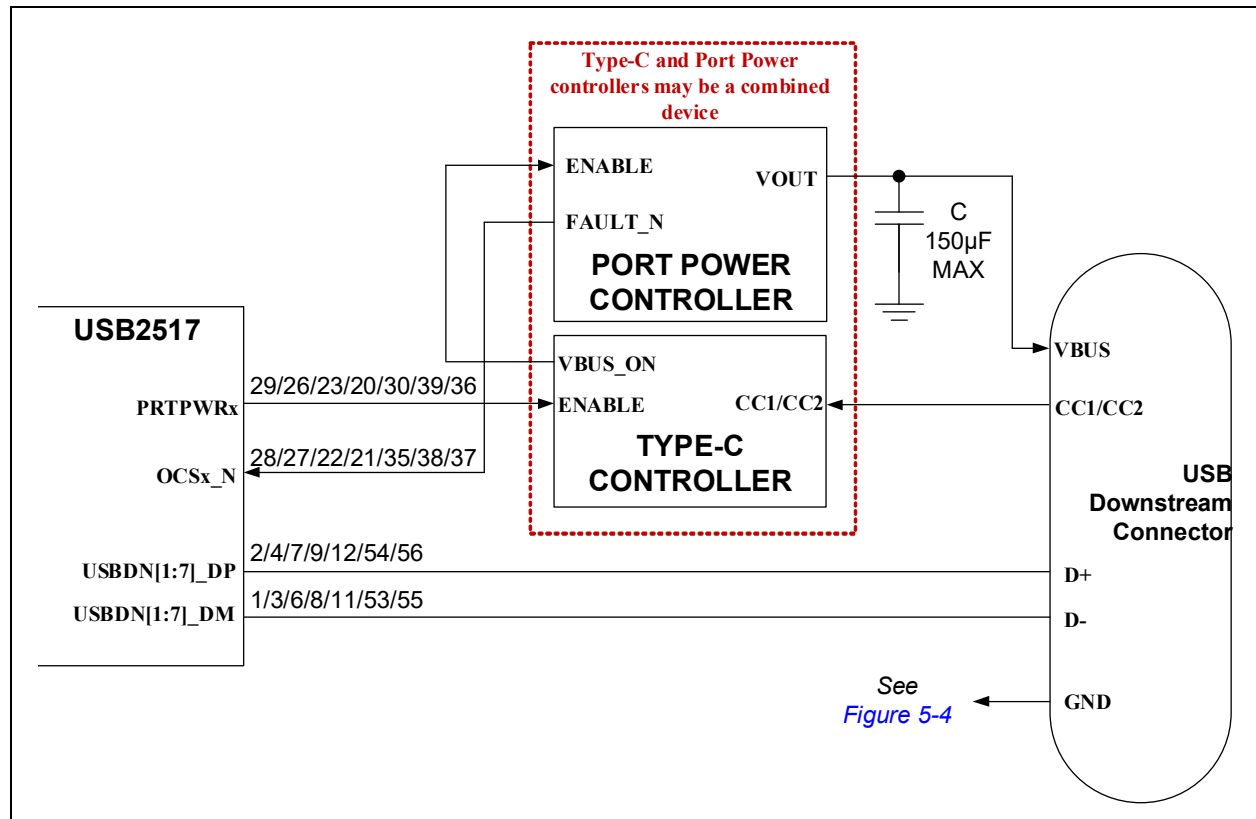 Type-C and Port Power
controllers may be a combined
device
ENABLE
VOUT
FAULT_N
PORT POWER
CONTROLLER
C
150µF
MAX
USB2517
VBUS_ON
VBUS
29/26/23/20/30/39/36
PRTPWRx
ENABLE
CC1/CC2
CC1/CC2
TYPE-C
CONTROLLER
28/27/22/21/35/38/37
OCSx_N
USB
Downstream
Connector
2/4/7/9/12/54/56
USBDN[1:7]_DP
D+
1/3/6/8/11/53/55
USBDN[1:7]_DM
D-
See
Figure 5-4
GND